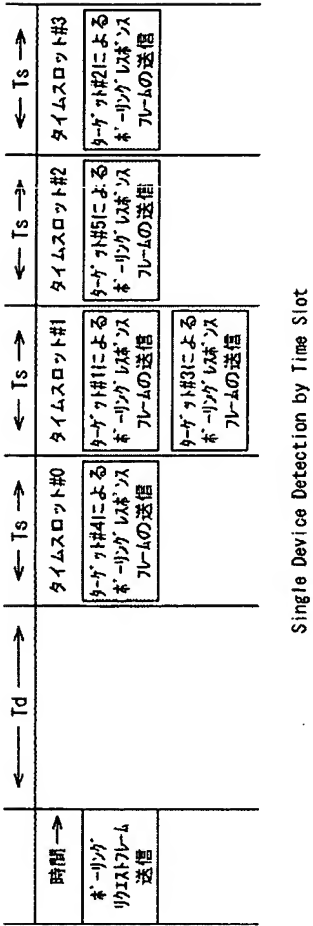 ← Td →
← Ts →
← Ts →
← Ts →
← Ts →
時間→
タイムスロット#0
タイムスロット#1
タイムスロット#2
タイムスロット#3
ポーリング
リクエストフレーム
送信
ターゲット#4による
ポーリングレスポンス
フレームの送信
ターゲット#1による
ポーリングレスポンス
フレームの送信
ターゲット#3による
ポーリングレスポンス
フレームの送信
ターゲット#5による
ポーリングレスポンス
フレームの送信
ターゲット#2による
ポーリングレスポンス
フレームの送信
Single Device Detection by Time Slot